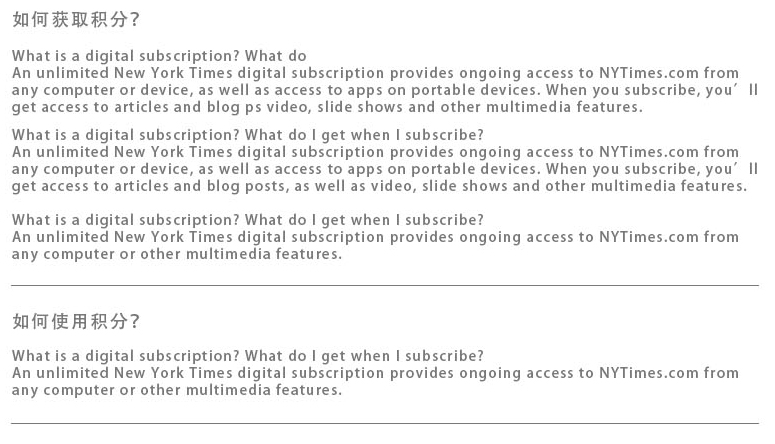 如何获取积分?
What is a digital subscription? What do
An unlimited New York Times digital subscription provides ongoing access to NYTimes.com from
any computer or device, as well as access to apps on portable devices. When you subscribe, you’ll
get access to articles and blog ps video, slide shows and other multimedia features.
What is a digital subscription? What do I get when I subscribe?
An unlimited New York Times digital subscription provides ongoing access to NYTimes.com from
any computer or device, as well as access to apps on portable devices. When you subscribe, you’ll
get access to articles and blog posts, as well as video, slide shows and other multimedia features.
What is a digital subscription? What do I get when I subscribe?
An unlimited New York Times digital subscription provides ongoing access to NYTimes.com from
any computer or other multimedia features.
如何使用积分?
What is a digital subscription? What do I get when I subscribe?
An unlimited New York Times digital subscription provides ongoing access to NYTimes.com from
any computer or other multimedia features.